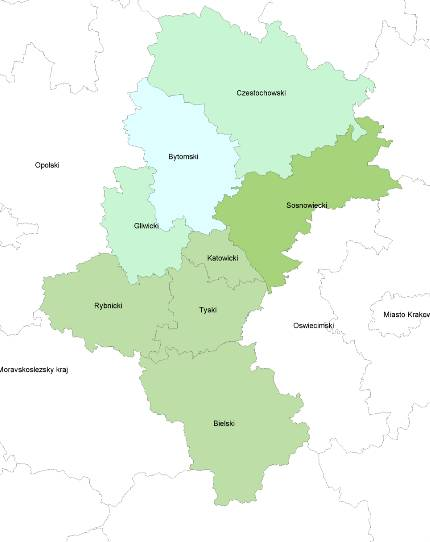 Czestochowski
Bytomski
Opolski
Sosnowiecki
Gliwicki
Katowicki
Rybnicki
Tyski
Miasto Krakow
Oswiecimski
Moravskoslezsky kraj
Bielski